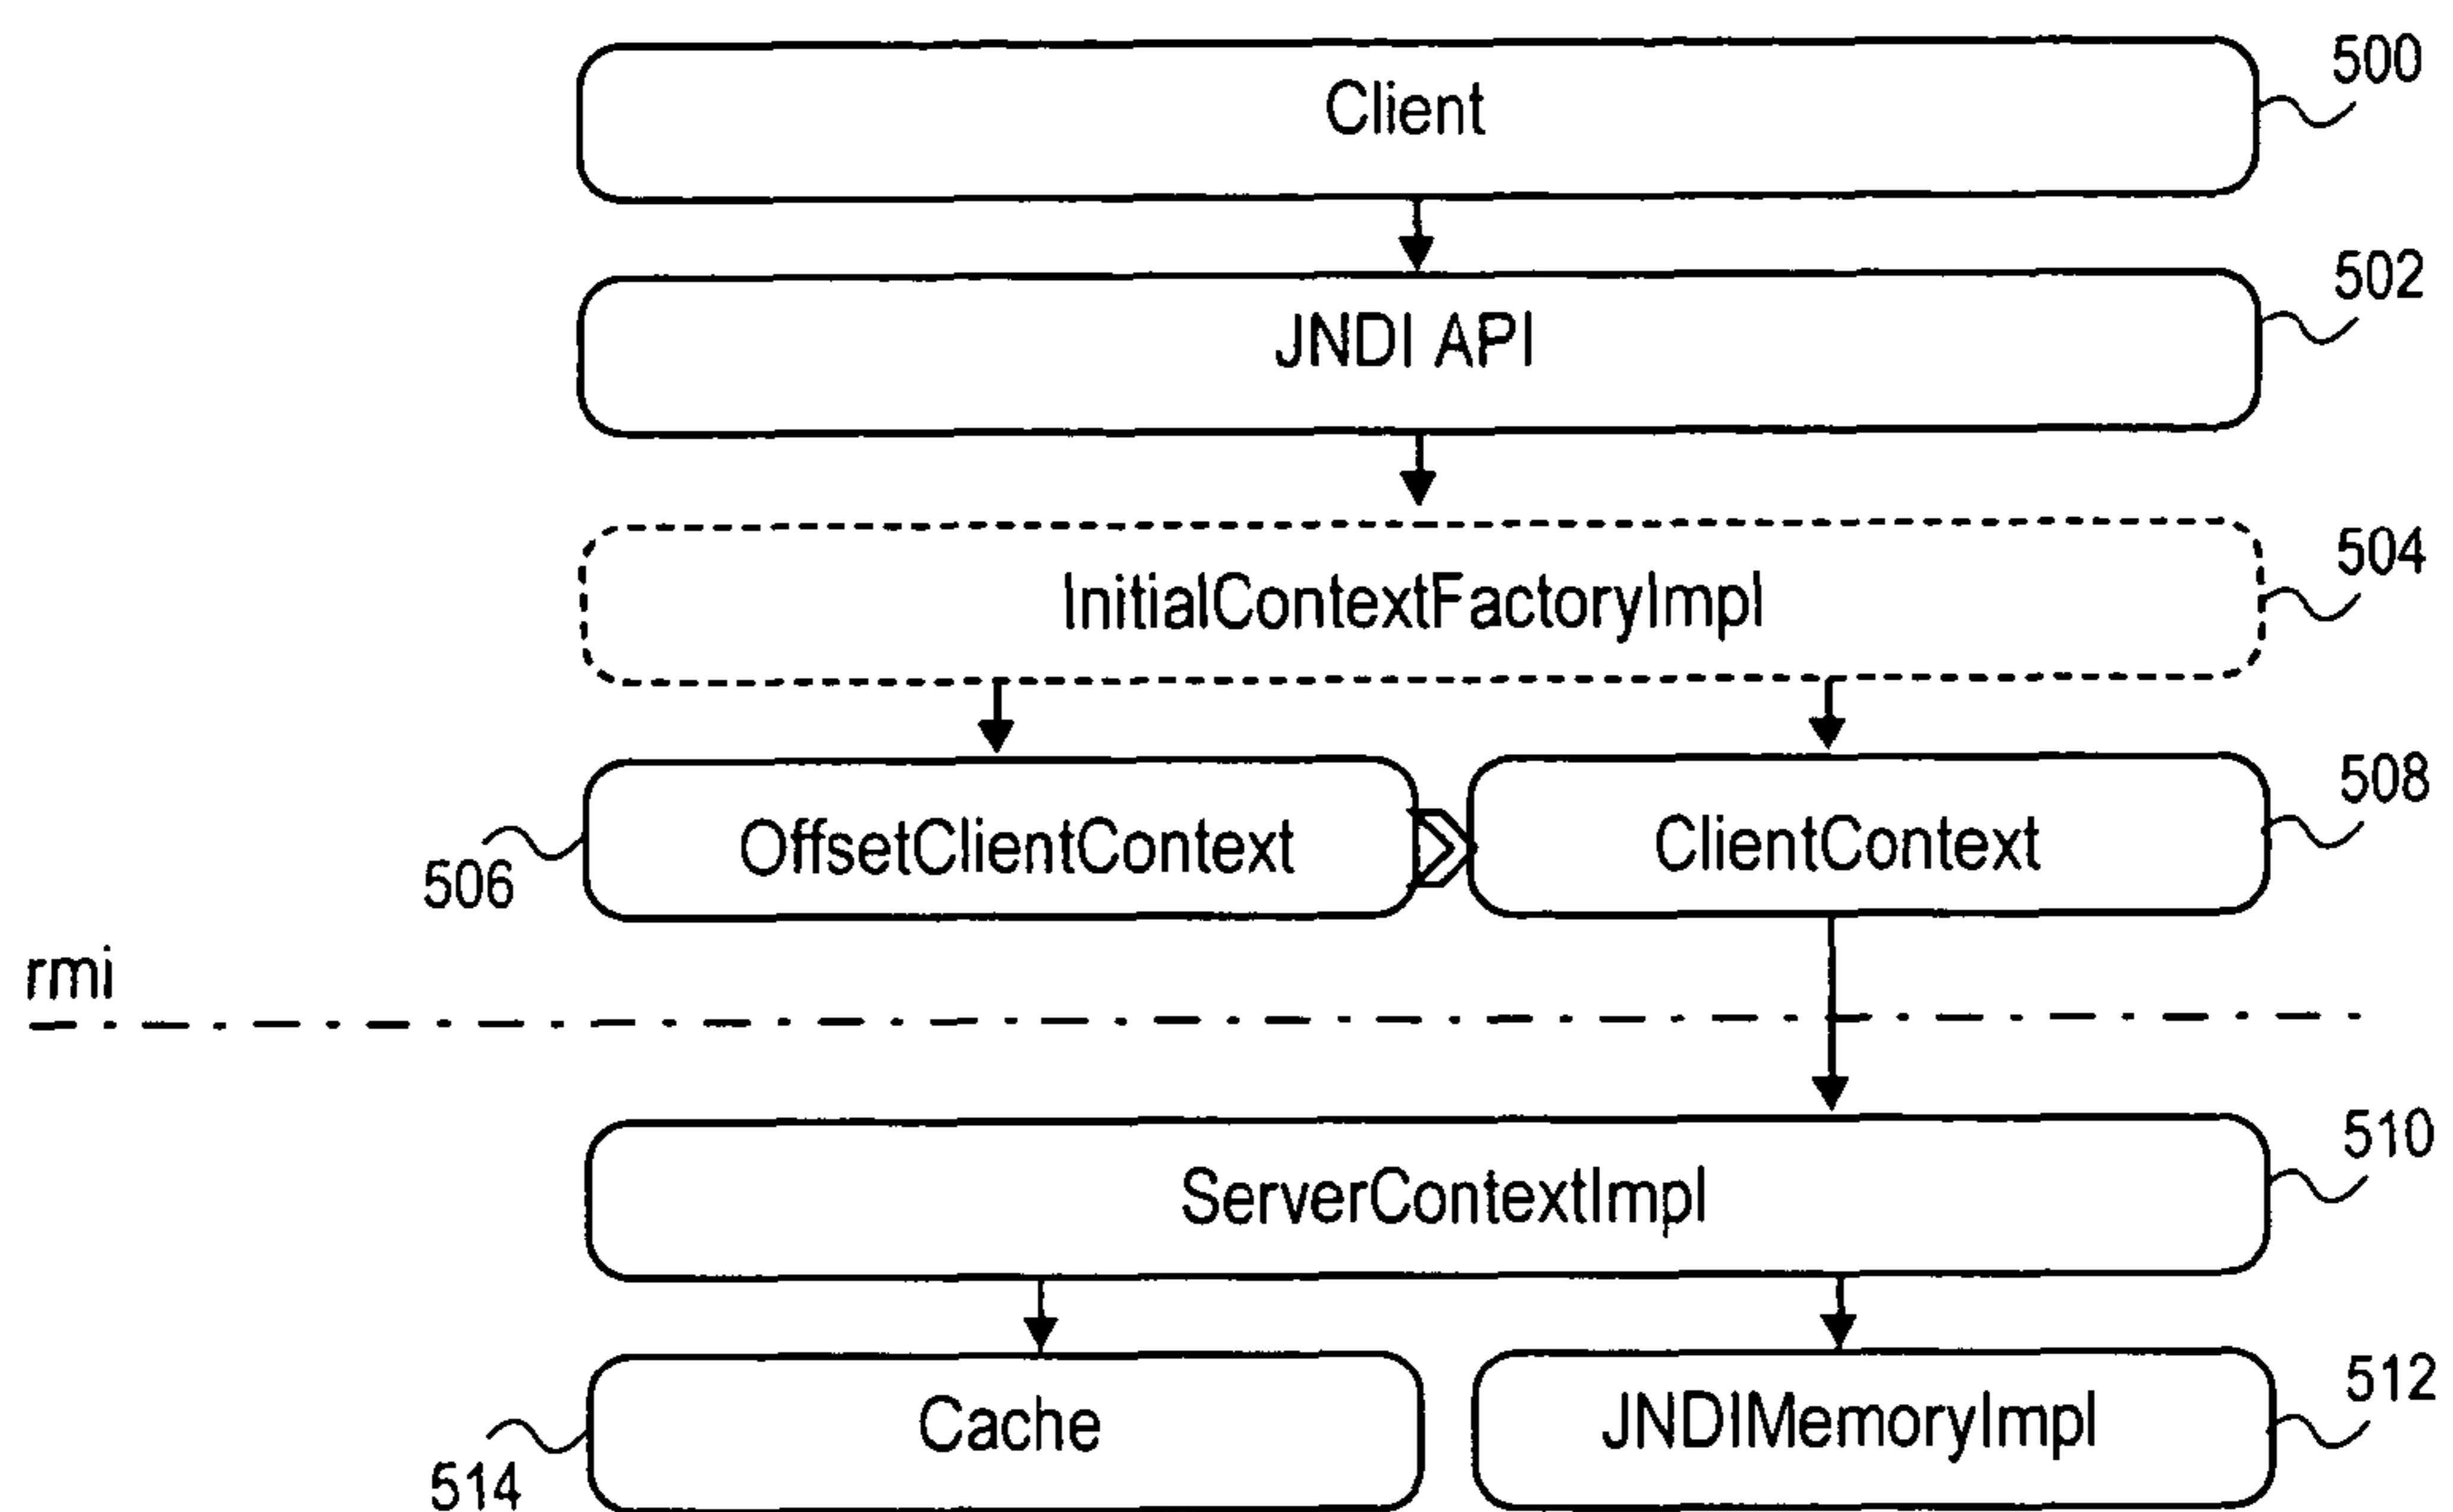 500
Client
502
JNDI API
504
InitialContextFactoryImpl
508
OffsetClientContext
ClientContext
506
rmi
510
ServerContextImpl
512
Cache
JNDIMemoryImpl
514